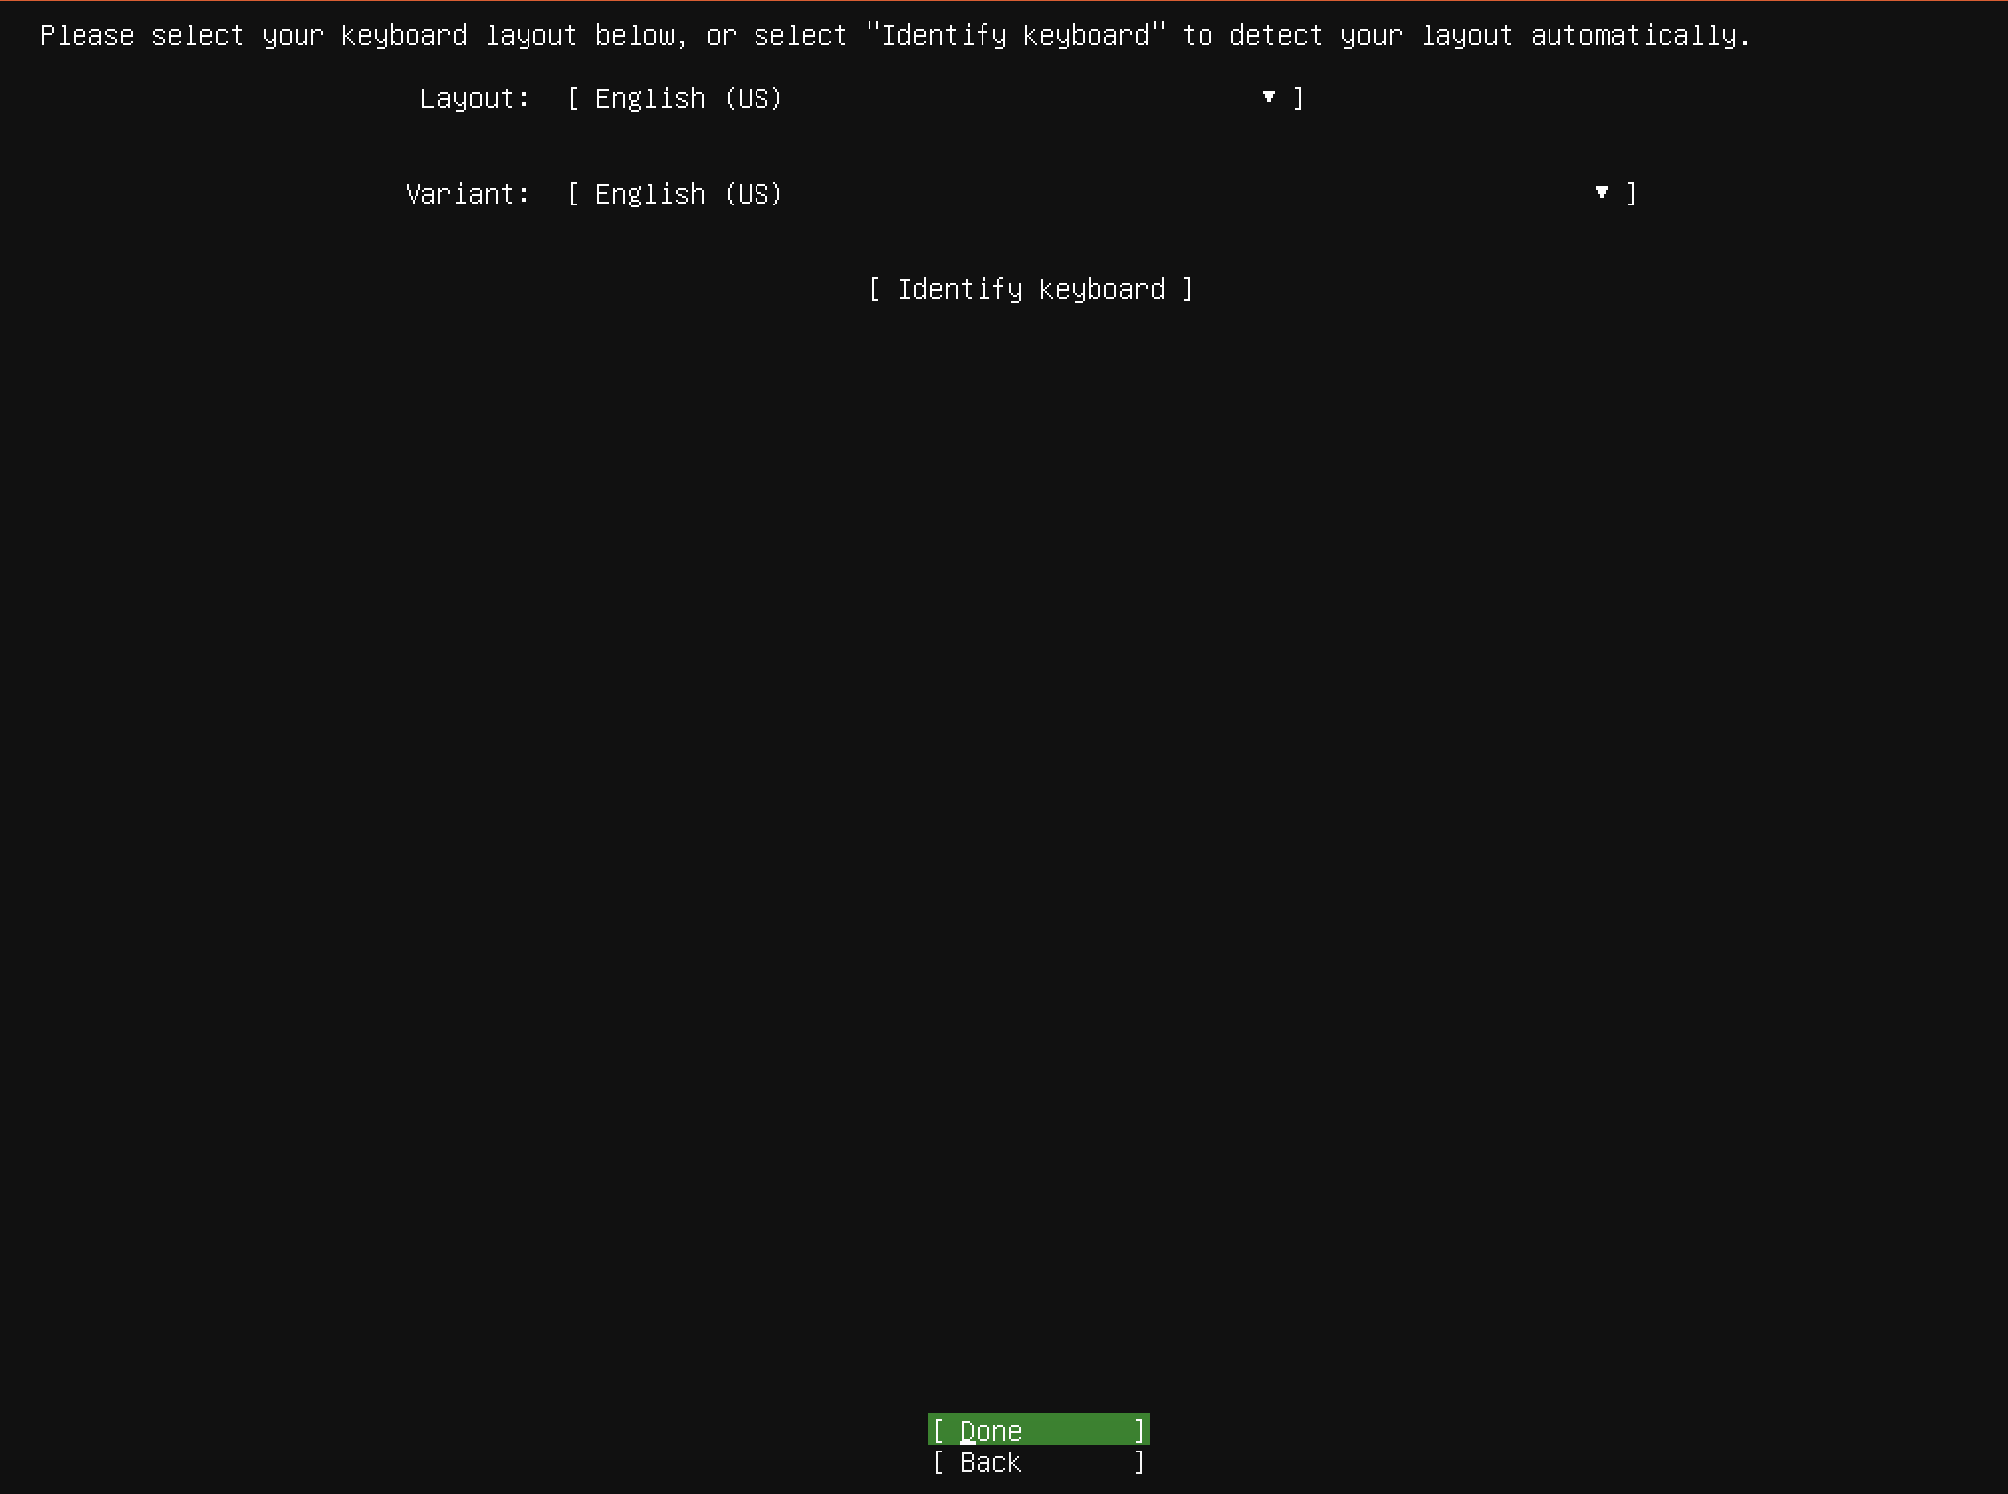 Please select your keyboard layout below, or select "Identify keyboard" to detect your layout automatically.
Layout: [ English (US) ▼ ]
Variant: [ English (US) ▼ ]
[ Identify keyboard ]
[ Done ]
[ Back ]